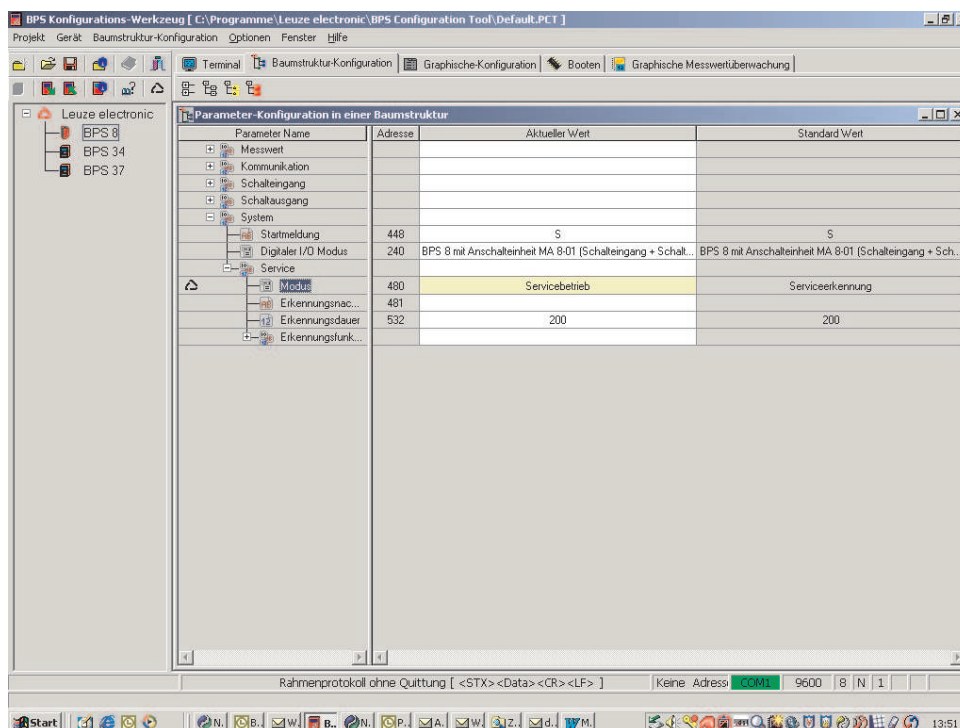 BPS Konfigurations-Werkzeug [ C:\Programme\Leuze electronic\BPS Configuration Tool\Default.PCT ]
Projekt Gerät Baumstruktur-Konfiguration Optionen Fenster Hilfe
Terminal Baumstruktur-Konfiguration Graphische-Konfiguration Booten Graphische Messwertüberwachung
Leuze electronic
BPS 8
BPS 34
BPS 37
Parameter-Konfiguration in einer Baumstruktur
Parameter Name Adresse Aktueller Wert Standard Wert
Messwert
Kommunikation
Schalteingang
Schaltausgang
System
Startmeldung 448 S S
Digitaler I/O Modus 240 BPS 8 mit Anschalteinheit MA 8-01 (Schalteingang + Schalt... BPS 8 mit Anschalteinheit MA 8-01 (Schalteingang + Sch...
Service
Modus 480 Servicebetrieb Serviceerkennung
Erkennungsnac... 481
Erkennungsdauer 532 200 200
Erkennungsfunk...
Rahmenprotokoll ohne Quittung [ <STX><Data><CR><LF> ] Keine Adress COM1 9600 8 N 1
Start N. B. W. B.. N. P.. A.. W. Z.. d.. M. 13:51